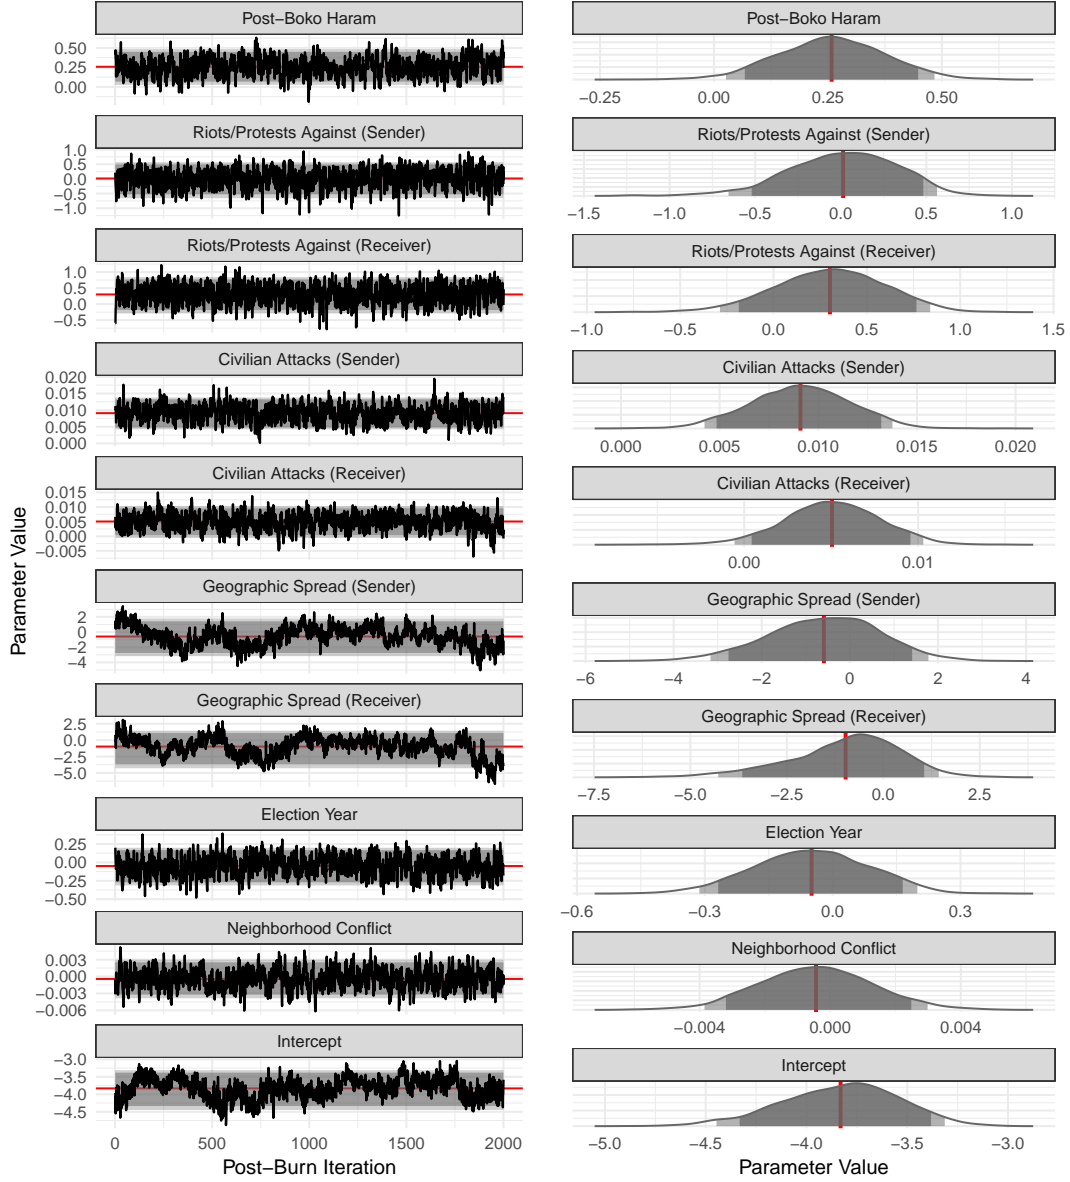 Post−Boko Haram
0.50
0.25
0.00
Riots/Protests Against (Sender)
1.0
0.5
0.0
−0.5
−1.0
Riots/Protests Against (Receiver)
1.0
0.5
0.0
−0.5
Civilian Attacks (Sender)
0.020
0.015
0.010
0.005
0.000
Civilian Attacks (Receiver)
0.015
0.010
0.005
0.000
−0.005
Geographic Spread (Sender)
2
0
−2
−4
Geographic Spread (Receiver)
2.5
0.0
−2.5
−5.0
Election Year
0.25
0.00
−0.25
−0.50
Neighborhood Conflict
0.003
0.000
−0.003
−0.006
Intercept
−3.0
−3.5
−4.0
−4.5
0 500 1000 1500 2000
Post−Burn Iteration
Parameter Value
Post−Boko Haram
−0.25 0.00 0.25 0.50
Riots/Protests Against (Sender)
−1.5 −1.0 −0.5 0.0 0.5 1.0
Riots/Protests Against (Receiver)
−1.0 −0.5 0.0 0.5 1.0 1.5
Civilian Attacks (Sender)
0.000 0.005 0.010 0.015 0.020
Civilian Attacks (Receiver)
0.00 0.01
Geographic Spread (Sender)
−6 −4 −2 0 2 4
Geographic Spread (Receiver)
−7.5 −5.0 −2.5 0.0 2.5
Election Year
−0.6 −0.3 0.0 0.3
Neighborhood Conflict
−0.004 0.000 0.004
Intercept
−5.0 −4.5 −4.0 −3.5 −3.0
Parameter Value